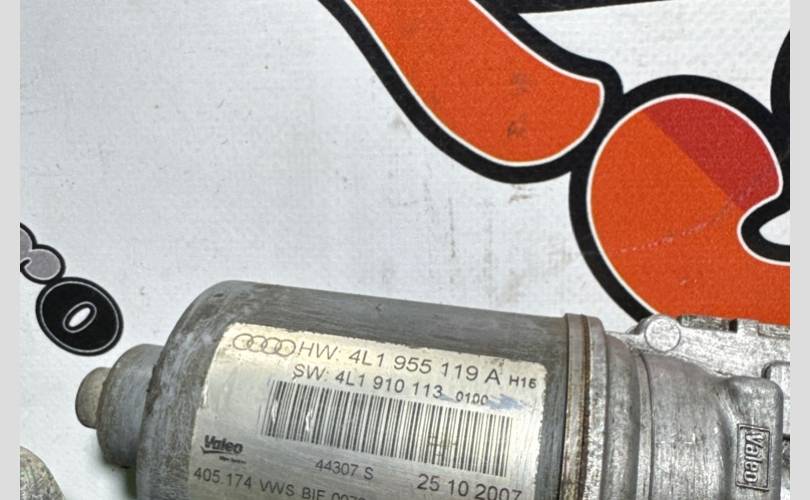 HW: 4L1 955 119 A H16
SW: 4L1 910 113 0100
Valeo
44307 S
25 10 2007
405.174 VWS BIF
Valeo